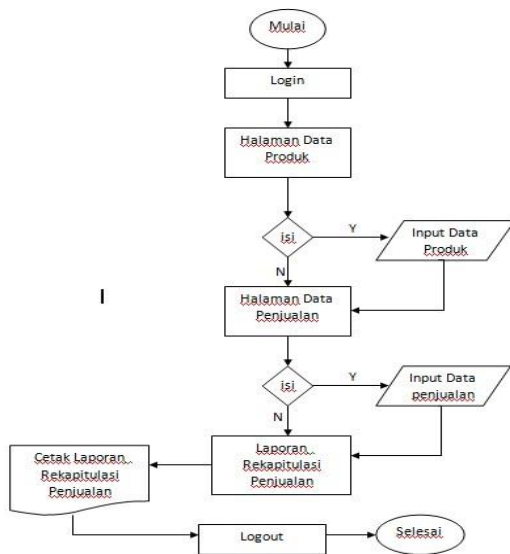 Mulai
Login
Halaman Data
Produk
isi
Y
Input Data
Produk
N
Halaman Data
Penjualan
isi
Y
Input Data
penjualan
N
Laporan
Rekapitulasi
Penjualan
Cetak Laporan
Rekapitulasi
Penjualan
Logout
Selesai